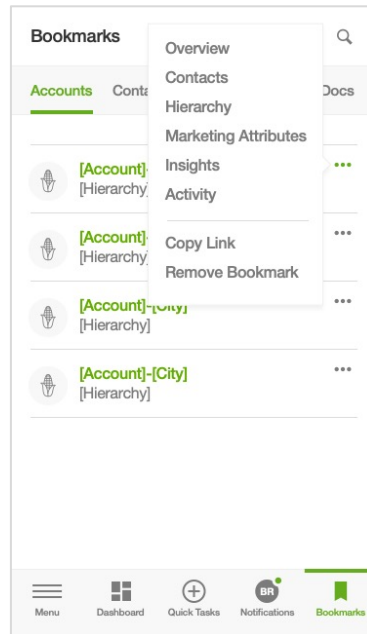 Bookmarks
Overview
Contacts
Hierarchy
Marketing Attributes
Insights
Activity
Copy Link
Remove Bookmark
Accounts Conta Docs
[Account]-
[Hierarchy]
[Account]-
[Hierarchy]
[Account]-[City]
[Hierarchy]
[Account]-[City]
[Hierarchy]
BR
Menu Dashboard Quick Tasks Notifications Bookmarks